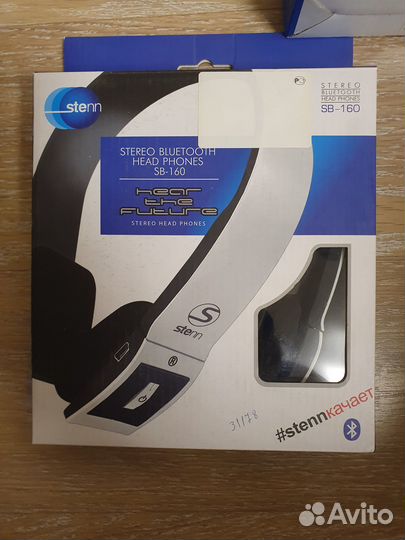 stenn
STEREO BLUETOOTH
HEAD PHONES
SB-160
hear
the
future
STEREO HEAD PHONES
STEREO
BLUETOOTH
HEAD PHONES
SB-160
S
stenn
®
31178
#stennкачает
Avito